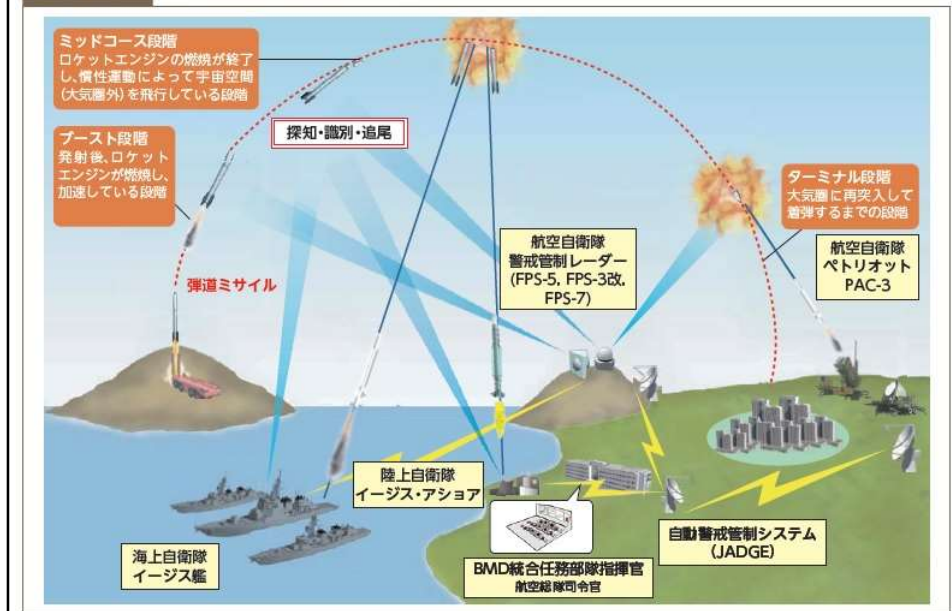 ミッドコース段階
ロケットエンジンの燃焼が終了
し、慣性運動によって宇宙空間
(大気圏外)を飛行している段階
ブースト段階
発射後、ロケット
エンジンが燃焼し、
加速している段階
探知・識別・追尾
ターミナル段階
大気圏に再突入して
着弾するまでの段階
航空自衛隊
警戒管制レーダー
(FPS-5, FPS-3改,
FPS-7)
航空自衛隊
ペトリオット
PAC-3
弾道ミサイル
陸上自衛隊
イージス・アショア
海上自衛隊
イージス艦
BMD統合任務部隊指揮官
航空総隊司令官
自動警戒管制システム
(JADGE)